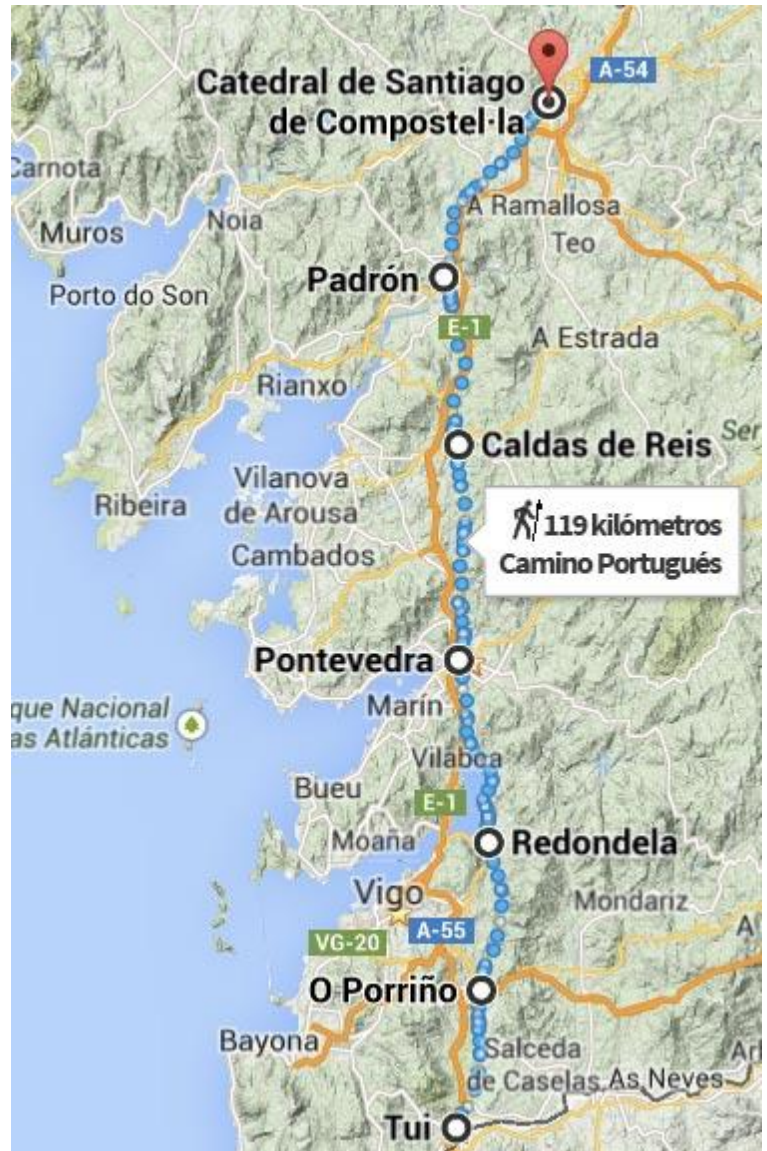 Catedral de Santiago
de Compostel·la
A-54
Carnota
A Ramallosa
Noia
Muros
Teo
Padrón
Porto do Son
E-1
A Estrada
Rianxo
Caldas de Reis
Ser
Vilanova
de Arousa
Ribeira
119 kilómetros
Camino Portugués
Cambados
Pontevedra
que Nacional
as Atlánticas
Marín
Vilaboa
Bueu
E-1
Moaña
Redondela
Vigo
Mondariz
A-55
VG-20
A
O Porriño
Bayona
Salceda
de Caselas
As Neves
Arb
Tui